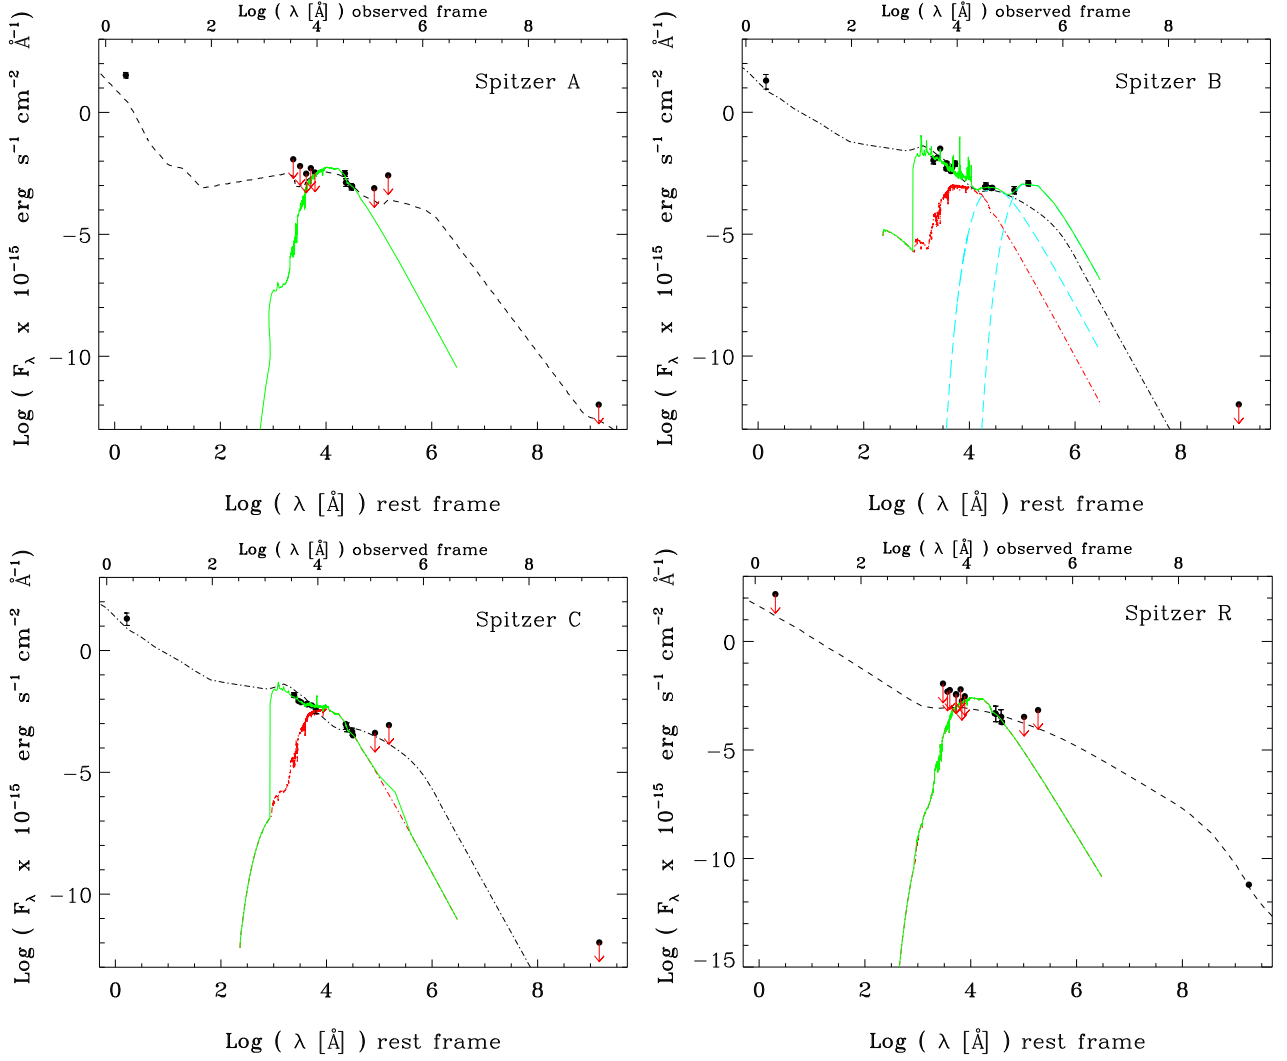 Log ( λ [Å] ) observed frame
0 2 4 6 8
Spitzer A
0
−5
−10
Log ( Fλ x 10−15 erg s−1 cm−2 Å−1)
0 2 4 6 8
Log ( λ [Å] ) rest frame
Log ( λ [Å] ) observed frame
2 4 6 8
Spitzer B
0
−5
−10
Log ( Fλ x 10−15 erg s−1 cm−2 Å−1)
0 2 4 6 8
Log ( λ [Å] ) rest frame
Log ( λ [Å] ) observed frame
0 2 4 6 8
Spitzer C
0
−5
−10
Log ( Fλ x 10−15 erg s−1 cm−2 Å−1)
0 2 4 6 8
Log ( λ [Å] ) rest frame
Log ( λ [Å] ) observed frame
0 2 4 6 8
Spitzer R
0
−5
−10
−15
Log ( Fλ x 10−15 erg s−1 cm−2 Å−1)
0 2 4 6 8
Log ( λ [Å] ) rest frame